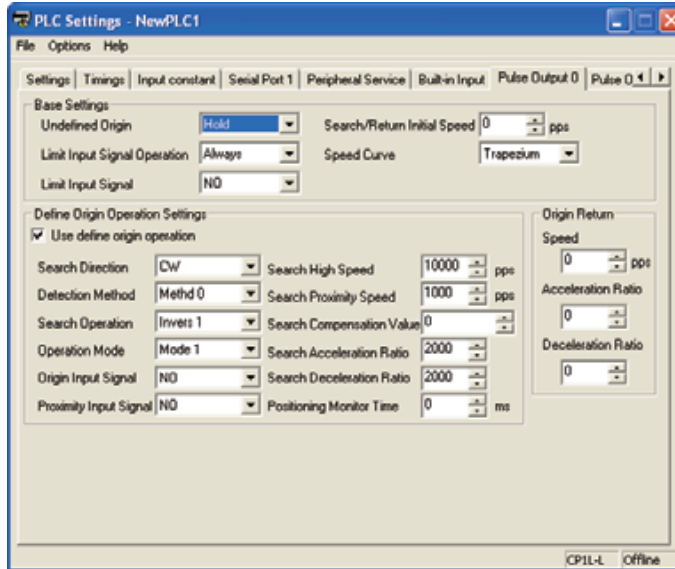 PLC Settings - NewPLC1
File Options Help
Settings Timings Input constant Serial Port 1 Peripheral Service Built-in Input Pulse Output 0 Pulse O
Base Settings
Undefined Origin Hold Search/Return Initial Speed 0 pps
Limit Input Signal Operation Always Speed Curve Trapezium
Limit Input Signal NO
Define Origin Operation Settings
Use define origin operation
Search Direction CW Search High Speed 10000 pps
Detection Method Methd 0 Search Proximity Speed 1000 pps
Search Operation Invers 1 Search Compensation Value 0
Operation Mode Mode 1 Search Acceleration Ratio 2000
Origin Input Signal NO Search Deceleration Ratio 2000
Proximity Input Signal NO Positioning Monitor Time 0 ms
Origin Return
Speed
0 pps
Acceleration Ratio
0
Deceleration Ratio
0
CP1L-L Offline